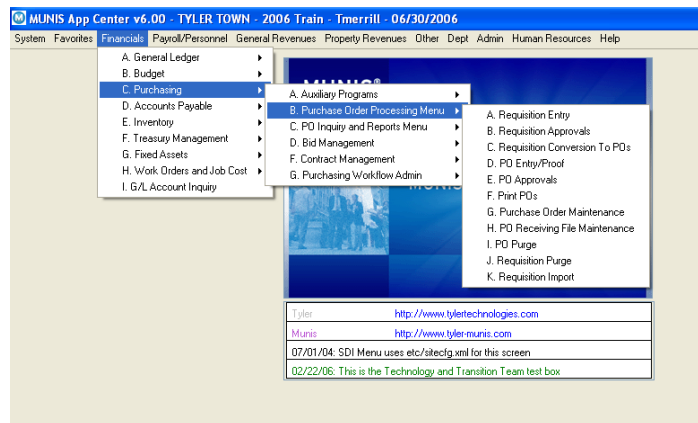 MUNIS App Center v6.00 - TYLER TOWN - 2006 Train - Tmerrill - 06/30/2006
System Favorites Financials Payroll/Personnel General Revenues Property Revenues Other Dept Admin Human Resources Help
A. General Ledger
B. Budget
C. Purchasing
D. Accounts Payable
E. Inventory
F. Treasury Management
G. Fixed Assets
H. Work Orders and Job Cost
I. G/L Account Inquiry
A. Auxiliary Programs
B. Purchase Order Processing Menu
C. PO Inquiry and Reports Menu
D. Bid Management
F. Contract Management
G. Purchasing Workflow Admin
A. Requisition Entry
B. Requisition Approvals
C. Requisition Conversion To POs
D. PO Entry/Proof
E. PO Approvals
F. Print POs
G. Purchase Order Maintenance
H. PO Receiving File Maintenance
I. PO Purge
J. Requisition Purge
K. Requisition Import
Tyler http://www.tylertechnologies.com
Munis http://www.tyler-munis.com
07/01/04: SDI Menu uses etc/sitecfg.xml for this screen
02/22/06: This is the Technology and Transition Team test box